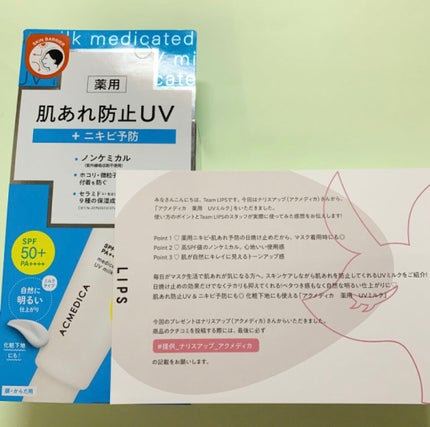 SKIN BARRIER
milk medicated
薬用
肌あれ防止UV
+ニキビ予防
・ノンケミカル
(紫外線吸収剤不使用)
・ホコリ・微粒子
付着を防ぐ
・セラミド
9種の保湿成
SPF
50+
PA++++
自然に
明るい
仕上がり
化粧下地
にも!
顔・からだ用
ACMEDICA
medicated
UV milk
LIPS
みなさんこんにちは、Team LIPSです。今回はナリスアップ(アクメディカ)さんから
「アクメディカ 薬用 UVミルク」をいただきました。
使い方のポイントとTeam LIPSのスタッフが実際に使ってみた感想をお伝えします!
Point 1 ♡ 薬用ニキビ・肌あれ予防の日焼け止めだから、マスク着用時にも◎
Point 2 ♡ 高SPF値のノンケミカル、心地いい使用感
Point 3 ♡ 肌が自然にキレイに見えるトーンアップ感
毎日がマスク生活で肌あれが気になる方へ。スキンケアしながら肌あれを防止してくれるUVミルクをご紹介!
日焼け止めの効果だけでなくテカリも抑えてくれる!ベタつき感もなく自然な明るい仕上がりに♪
肌あれ防止UV & ニキビ予防にも◎ 化粧下地にも使える「アクメディカ 薬用 UVミルク」
今回のプレゼントはナリスアップ(アクメディカ)さんからいただきました。
商品のクチコミを投稿する際には、最後に必ず
#提供_ナリスアップ_アクメディカ
の記載をお願いします。